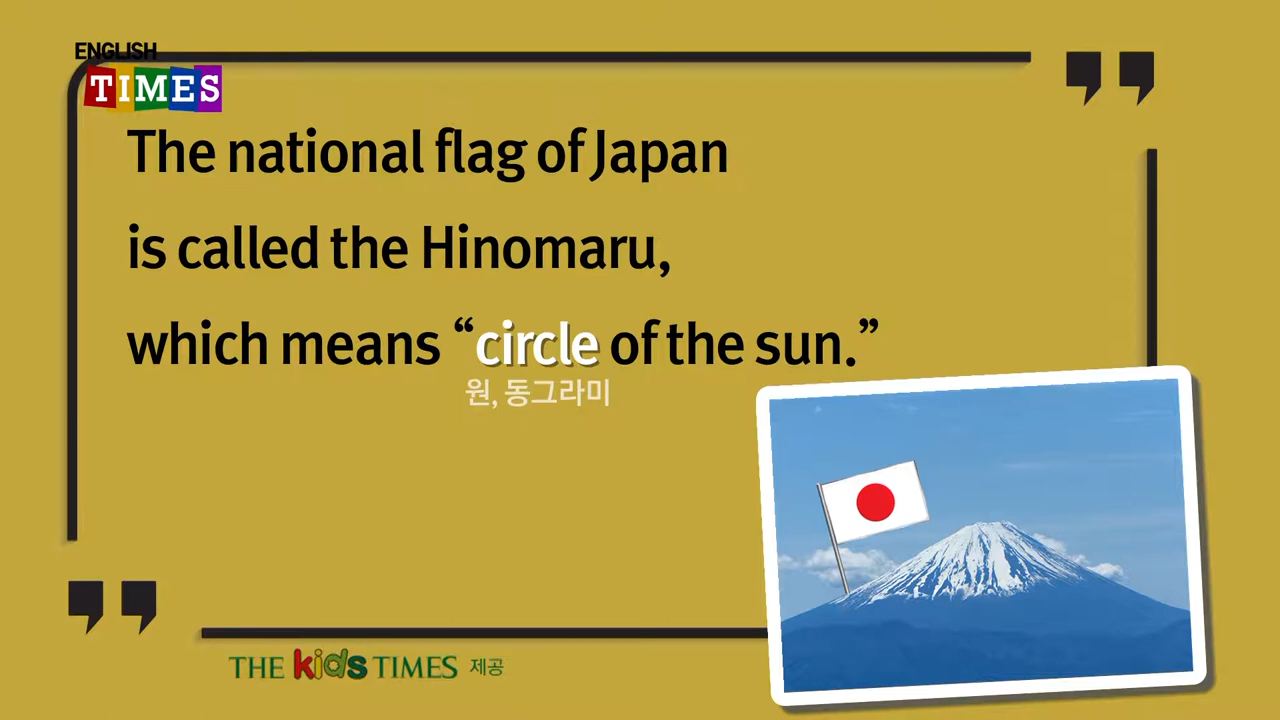 ENGLISH
TIMES
The national flag of Japan
is called the Hinomaru,
which means “circle of the sun.”
원, 동그라미
THE kids TIMES 제공